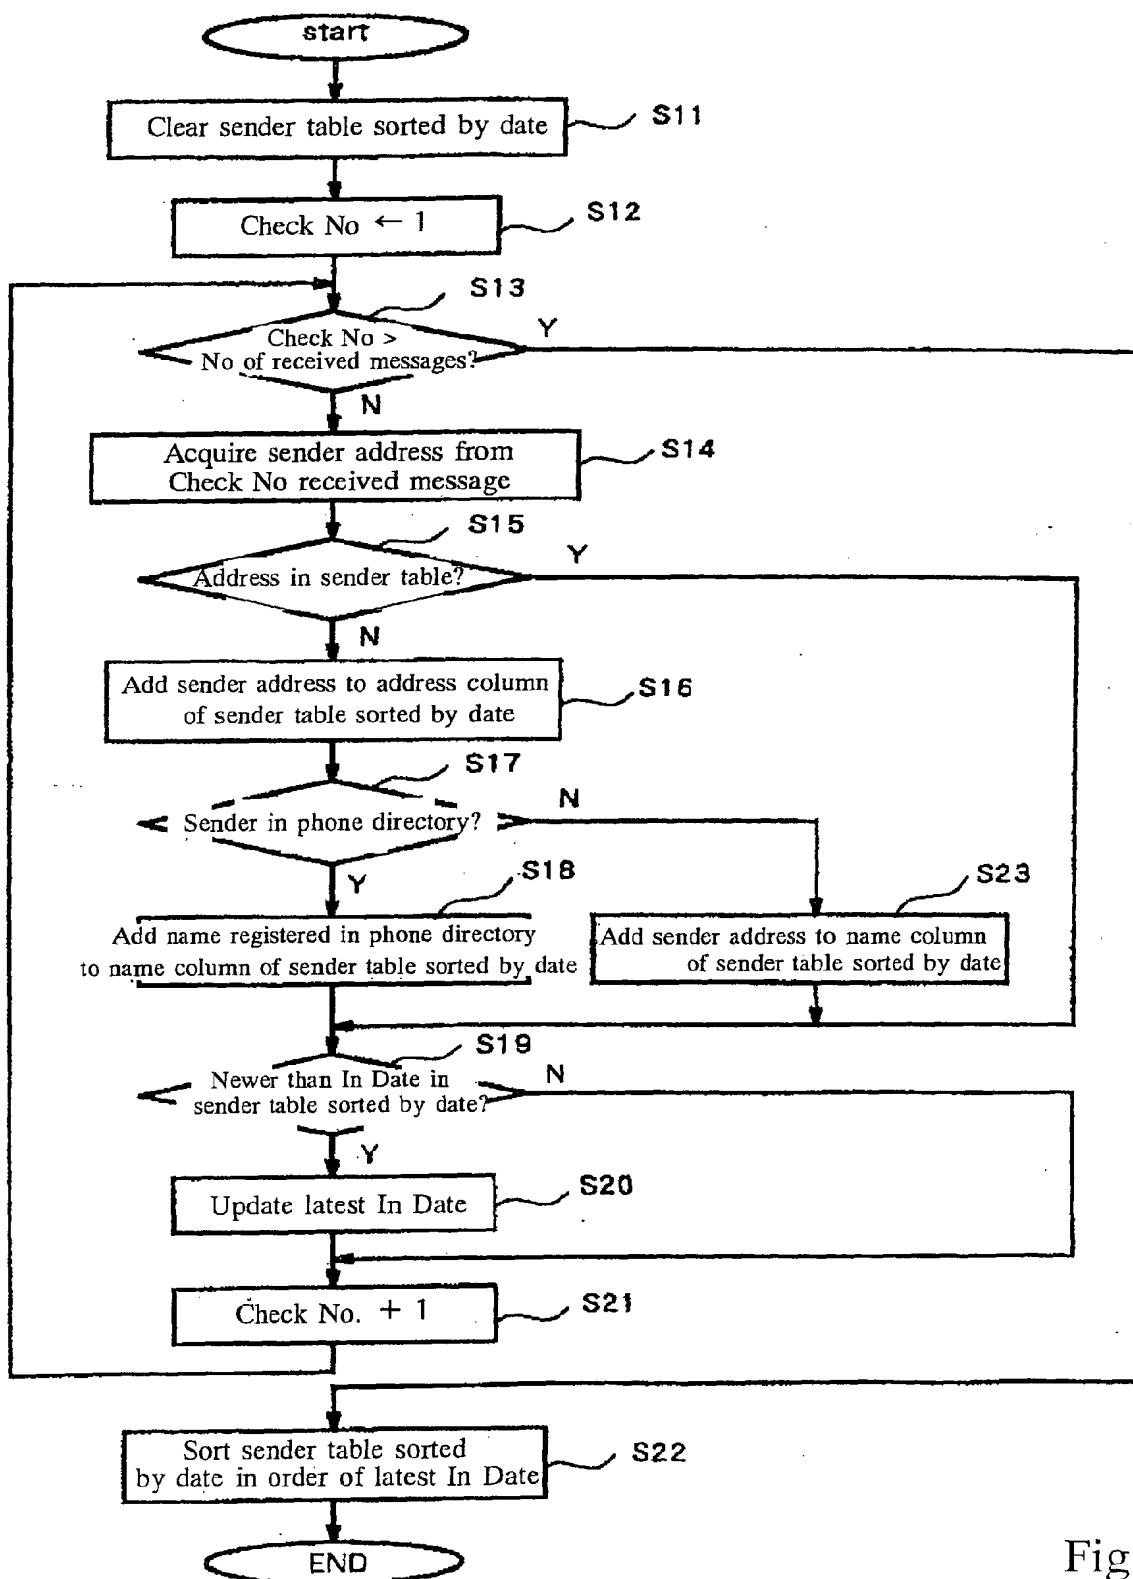 start
Clear sender table sorted by date
S11
Check No ← 1
S12
S13
Check No >
No of received messages?
Y
N
Acquire sender address from
Check No received message
S14
S15
Address in sender table?
Y
N
Add sender address to address column
of sender table sorted by date
S16
S17
Sender in phone directory?
N
Y
S18
Add name registered in phone directory
to name column of sender table sorted by date
S23
Add sender address to name column
of sender table sorted by date
S19
Newer than In Date in
sender table sorted by date?
N
Y
Update latest In Date
S20
Check No. + 1
S21
Sort sender table sorted
by date in order of latest In Date
S22
END
Fig